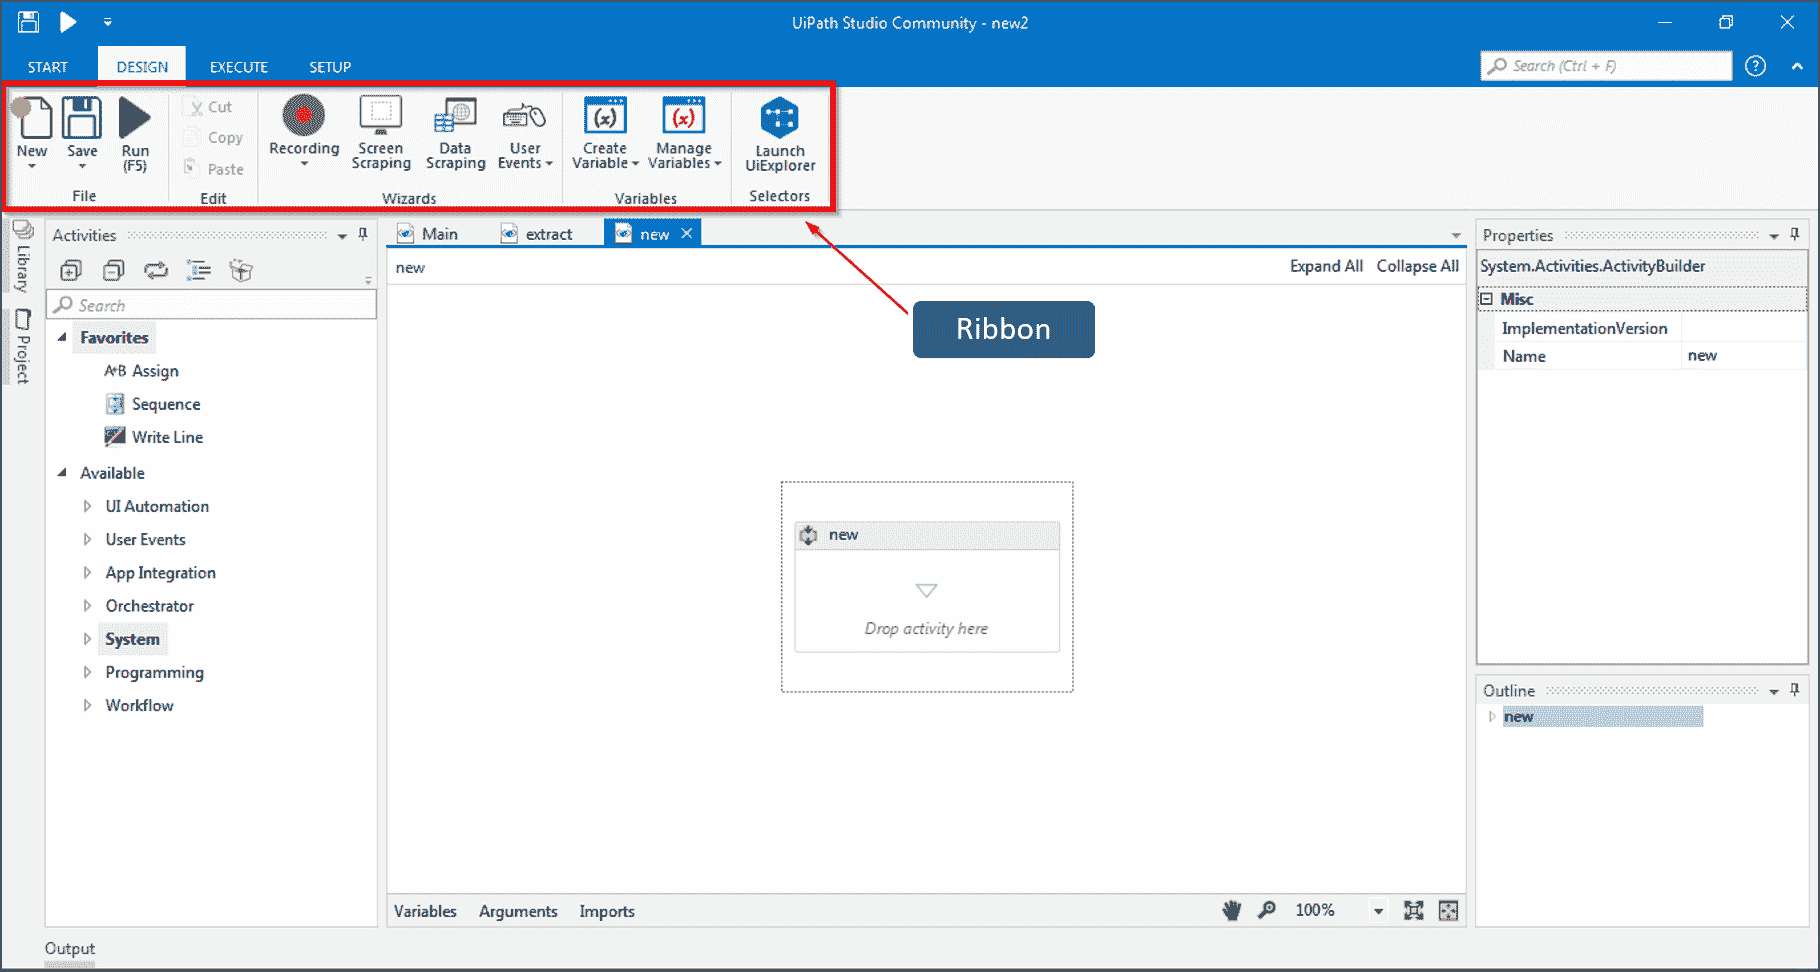 UiPath Studio Community - new2
START DESIGN EXECUTE SETUP
Search (Ctrl + F)
New
Save
Run
(F5)
File
Cut
Copy
Paste
Edit
Recording
Screen
Scraping
Data
Scraping
User
Events
Wizards
Create
Variable
Manage
Variables
Variables
Launch
UiExplorer
Selectors
Ribbon
Library
Project
Activities
Search
Favorites
A+B Assign
Sequence
Write Line
Available
UI Automation
User Events
App Integration
Orchestrator
System
Programming
Workflow
Main
extract
new
new
Expand All Collapse All
new
Drop activity here
Variables Arguments Imports
100%
Properties
System.Activities.ActivityBuilder
Misc
ImplementationVersion
Name new
Outline
new
Output